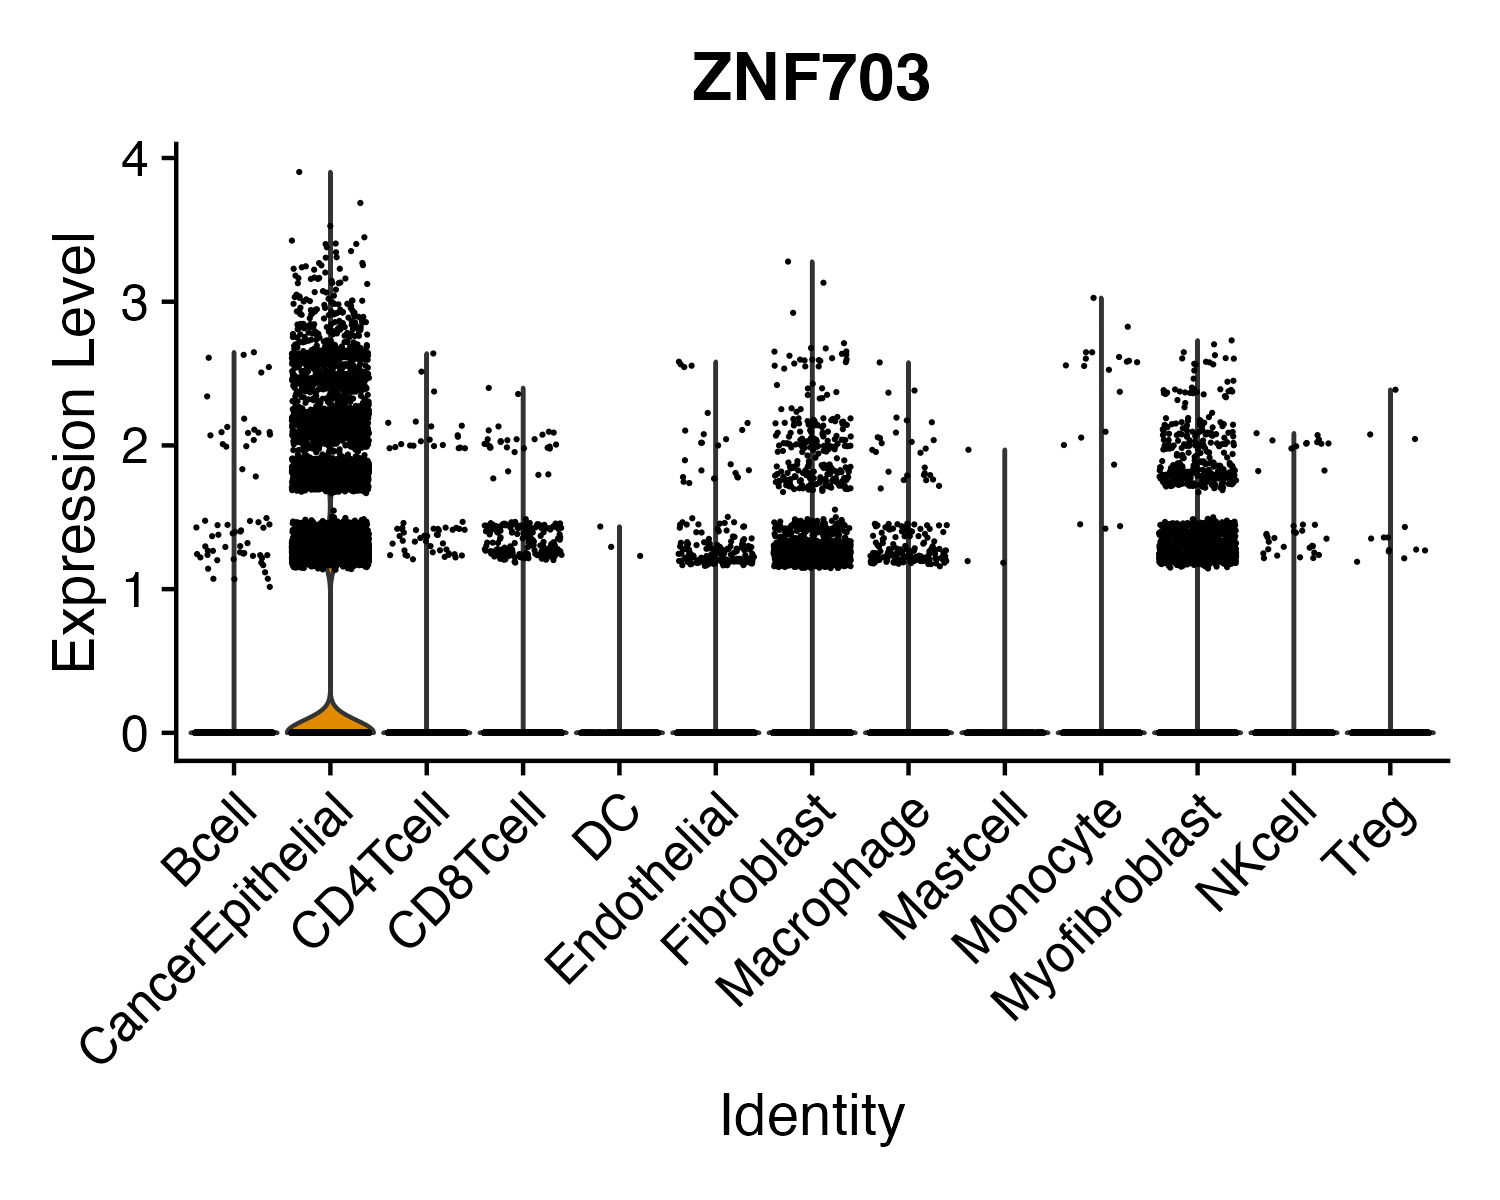 ZNF703
Expression Level
4
3
2
1
0
Bcell
CancerEpithelial
CD4Tcell
CD8Tcell
DC
Endothelial
Fibroblast
Macrophage
Mastcell
Monocyte
Myofibroblast
NKcell
Treg
Identity